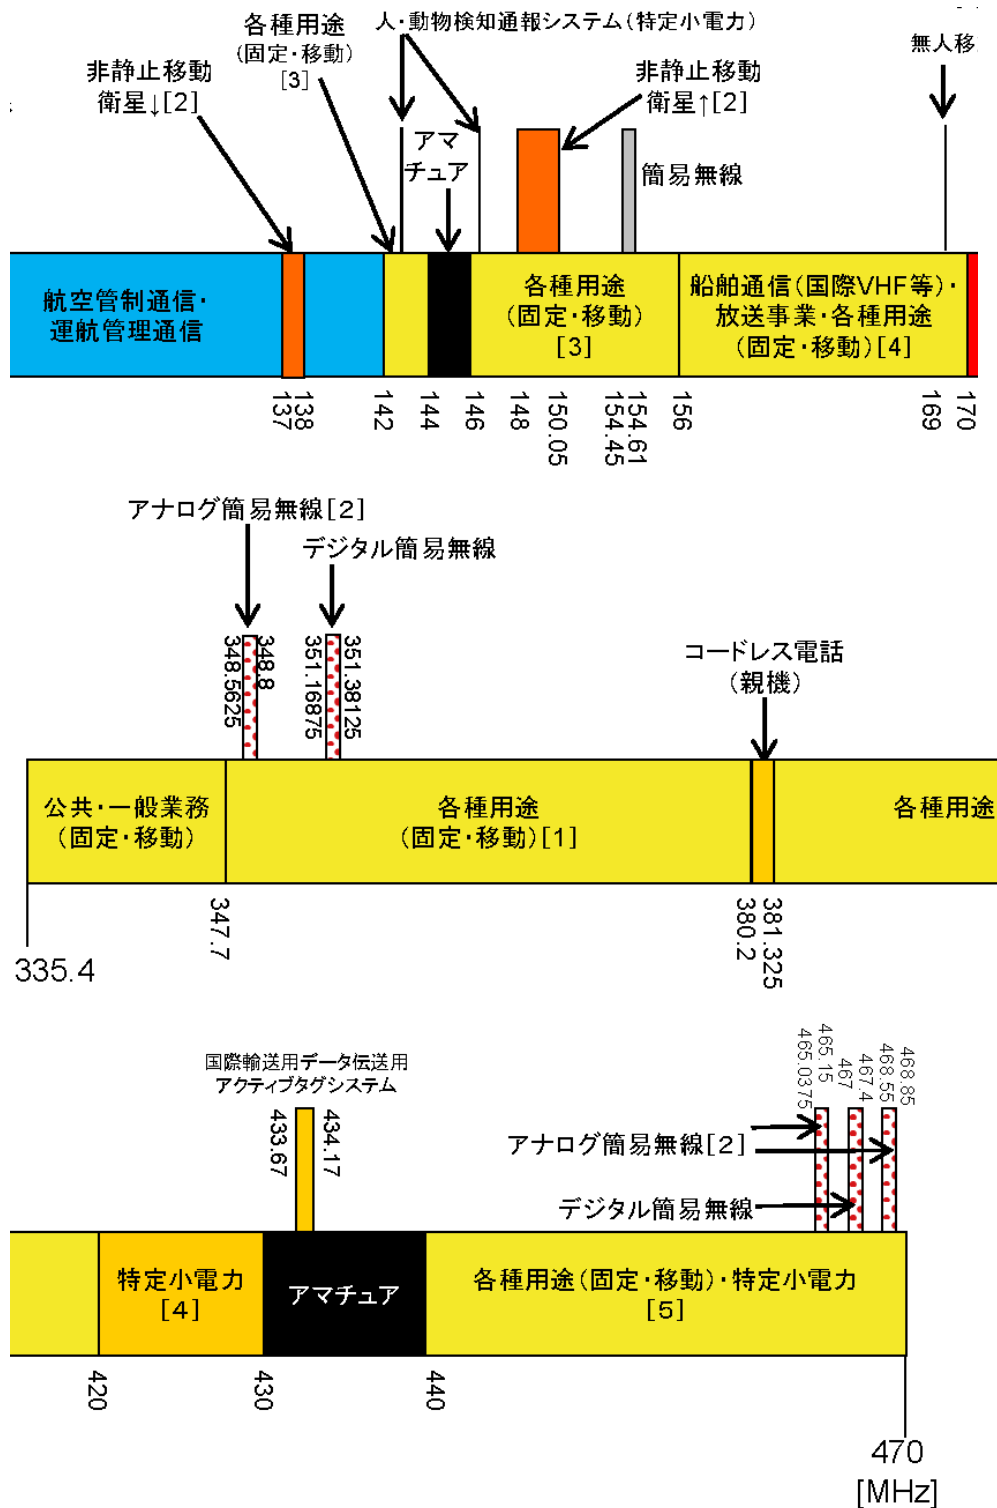 各種用途
(固定・移動)
[3]
人・動物検知通報システム(特定小電力)
無人移
非静止移動
衛星↓[2]
非静止移動
衛星↑[2]
アマ
チュア
簡易無線
航空管制通信・
運航管理通信
各種用途
(固定・移動)
[3]
船舶通信(国際VHF等)・
放送事業・各種用途
(固定・移動)[4]
137
138
142
144
146
148
150.05
154.45
154.61
156
169
170
アナログ簡易無線[2]
デジタル簡易無線
348.5625
348.8
351.16875
351.38125
コードレス電話
(親機)
公共・一般業務
(固定・移動)
各種用途
(固定・移動)[1]
各種用途
347.7
380.2
381.325
335.4
国際輸送用データ伝送用
アクティブタグシステム
433.67
434.17
465.0375
465.15
467
467.4
468.55
468.85
アナログ簡易無線[2]
デジタル簡易無線
特定小電力
[4]
アマチュア
各種用途(固定・移動)・特定小電力
[5]
420
430
440
470
[MHz]